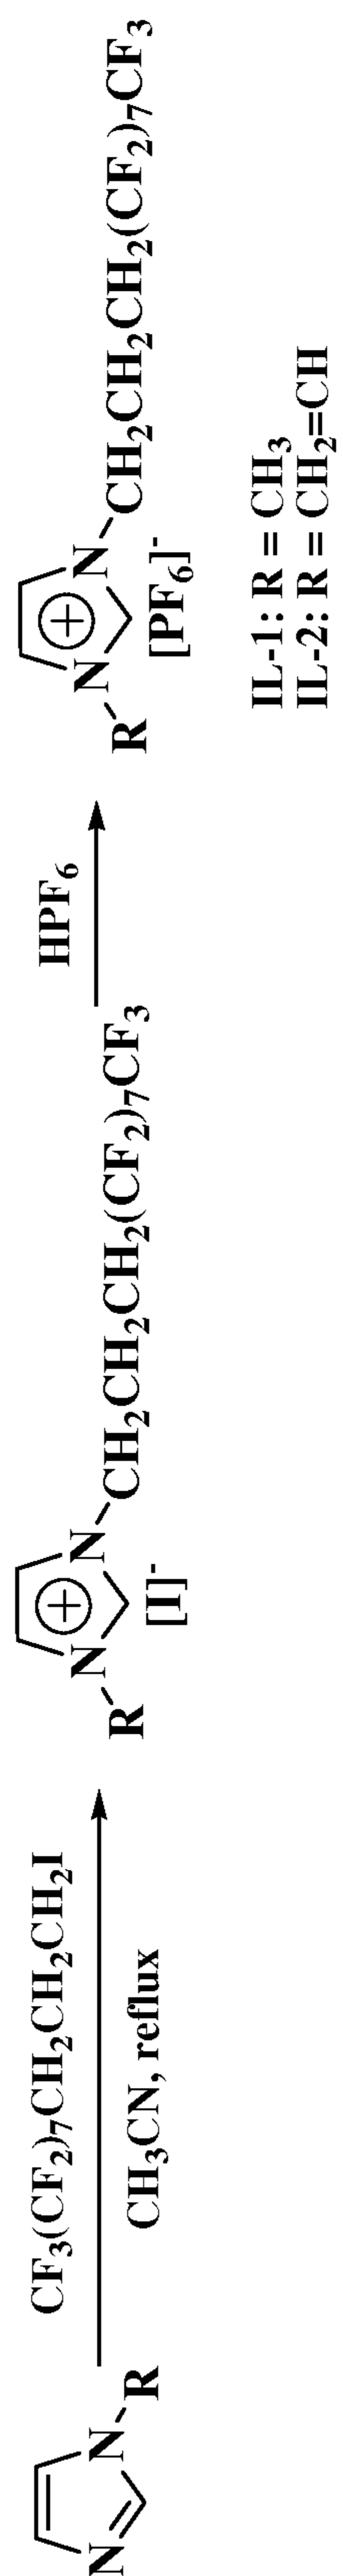 N N-R
CF₃(CF₂)₇CH₂CH₂CH₂I
CH₃CN, reflux
R-N + N-CH₂CH₂CH₂(CF₂)₇CF₃
[I]⁻
HPF₆
R-N + N-CH₂CH₂CH₂(CF₂)₇CF₃
[PF₆]⁻
IL-1: R = CH₃
IL-2: R = CH₂=CH